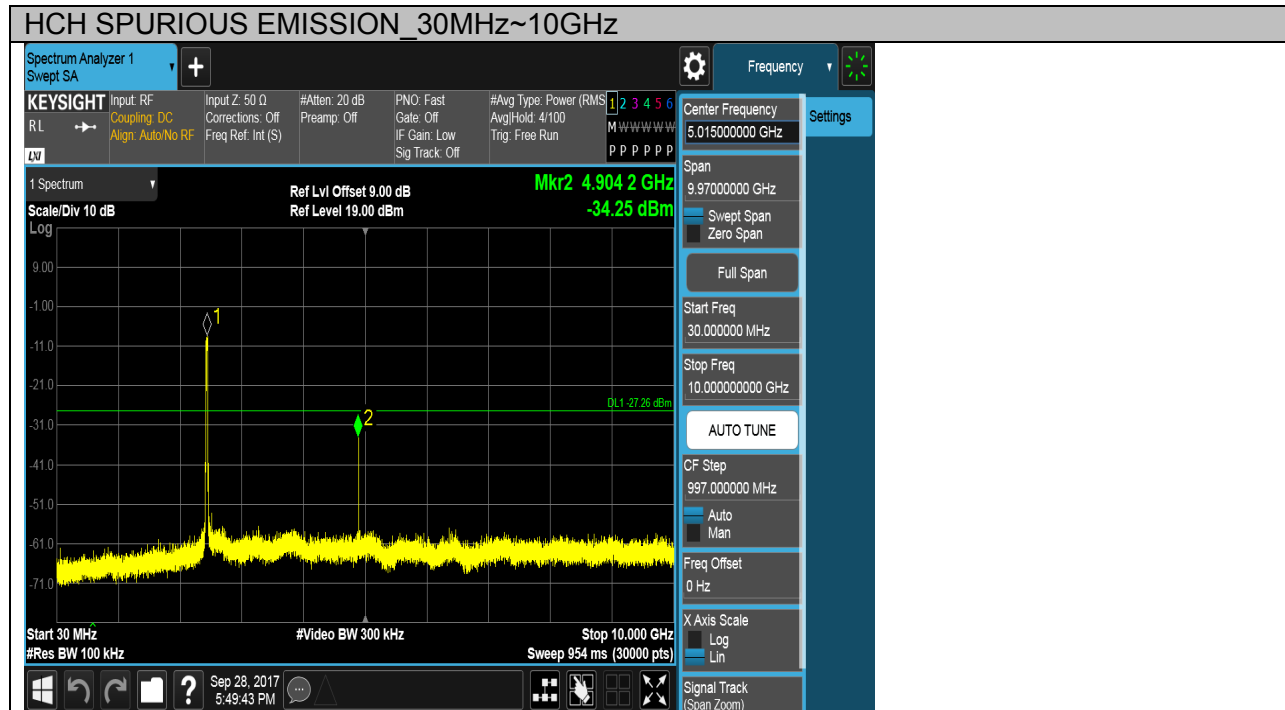 HCH SPURIOUS EMISSION_30MHz~10GHz
Spectrum Analyzer 1
Swept SA
+
Frequency
KEYSIGHT
RL
LXI
Input: RF
Coupling: DC
Align: Auto/No RF
Input Z: 50 Ω
Corrections: Off
Freq Ref: Int (S)
#Atten: 20 dB
Preamp: Off
PNO: Fast
Gate: Off
IF Gain: Low
Sig Track: Off
#Avg Type: Power (RMS
Avg|Hold: 4/100
Trig: Free Run
1 2 3 4 5 6
M W W W W W
P P P P P P
1 Spectrum
Scale/Div 10 dB
Log
Ref Lvl Offset 9.00 dB
Ref Level 19.00 dBm
Mkr2 4.904 2 GHz
-34.25 dBm
9.00
-1.00
-11.0
-21.0
-31.0
-41.0
-51.0
-61.0
-71.0
1
2
DL1 -27.26 dBm
Start 30 MHz
#Res BW 100 kHz
#Video BW 300 kHz
Stop 10.000 GHz
Sweep 954 ms (30000 pts)
?
Sep 28, 2017
5:49:43 PM
Center Frequency
5.015000000 GHz
Span
9.97000000 GHz
Swept Span
Zero Span
Full Span
Start Freq
30.000000 MHz
Stop Freq
10.000000000 GHz
AUTO TUNE
CF Step
997.000000 MHz
Auto
Man
Freq Offset
0 Hz
X Axis Scale
Log
Lin
Signal Track
(Span Zoom)
Settings